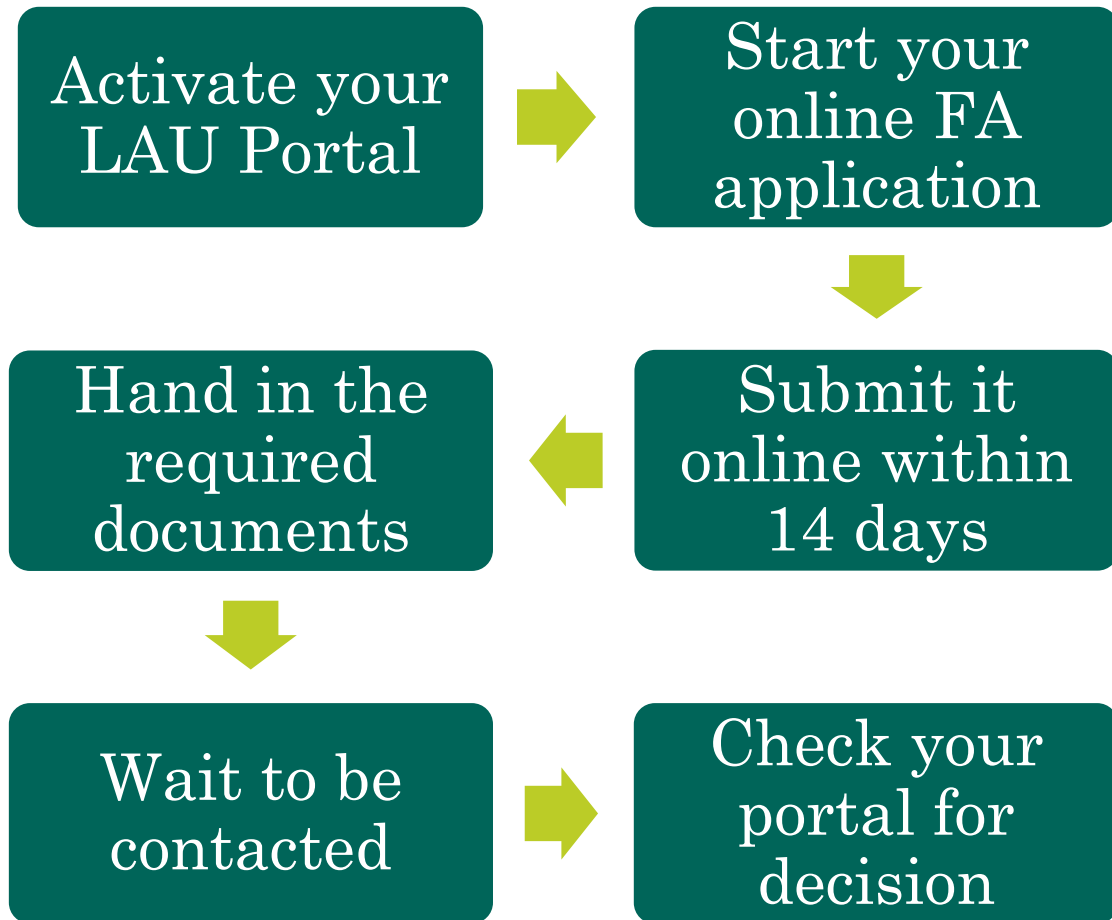 Activate your
LAU Portal
Start your
online FA
application
Submit it
online within
14 days
Hand in the
required
documents
Wait to be
contacted
Check your
portal for
decision